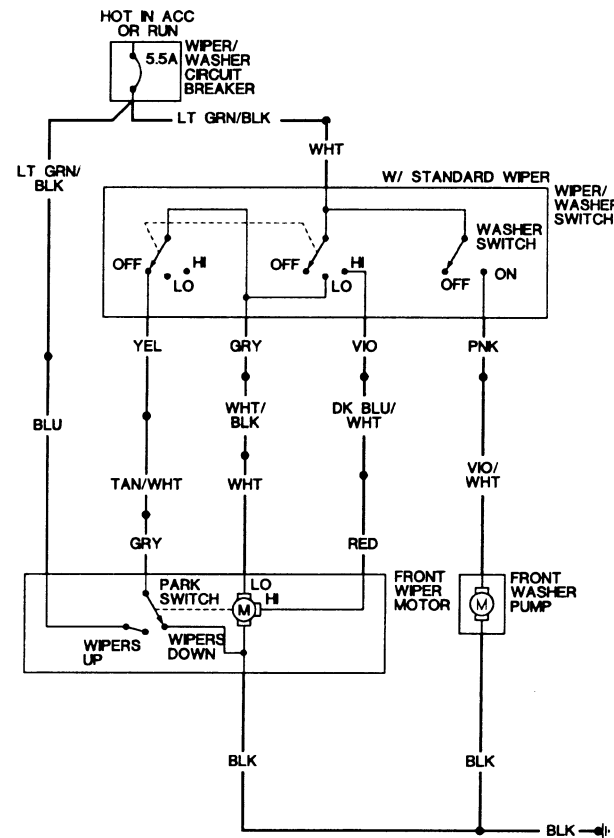 HOT IN ACC
OR RUN
5.5A
WIPER/
WASHER
CIRCUIT
BREAKER
LT GRN/BLK
LT GRN/
BLK
WHT
W/ STANDARD WIPER
WIPER/
WASHER
SWITCH
WASHER
SWITCH
OFF
HI
LO
OFF
HI
LO
OFF
ON
YEL
GRY
VIO
PNK
BLU
WHT/
BLK
DK BLU/
WHT
TAN/WHT
WHT
VIO/
WHT
GRY
RED
PARK
SWITCH
LO
HI
M
FRONT
WIPER
MOTOR
M
FRONT
WASHER
PUMP
WIPERS
UP
WIPERS
DOWN
BLK
BLK
BLK